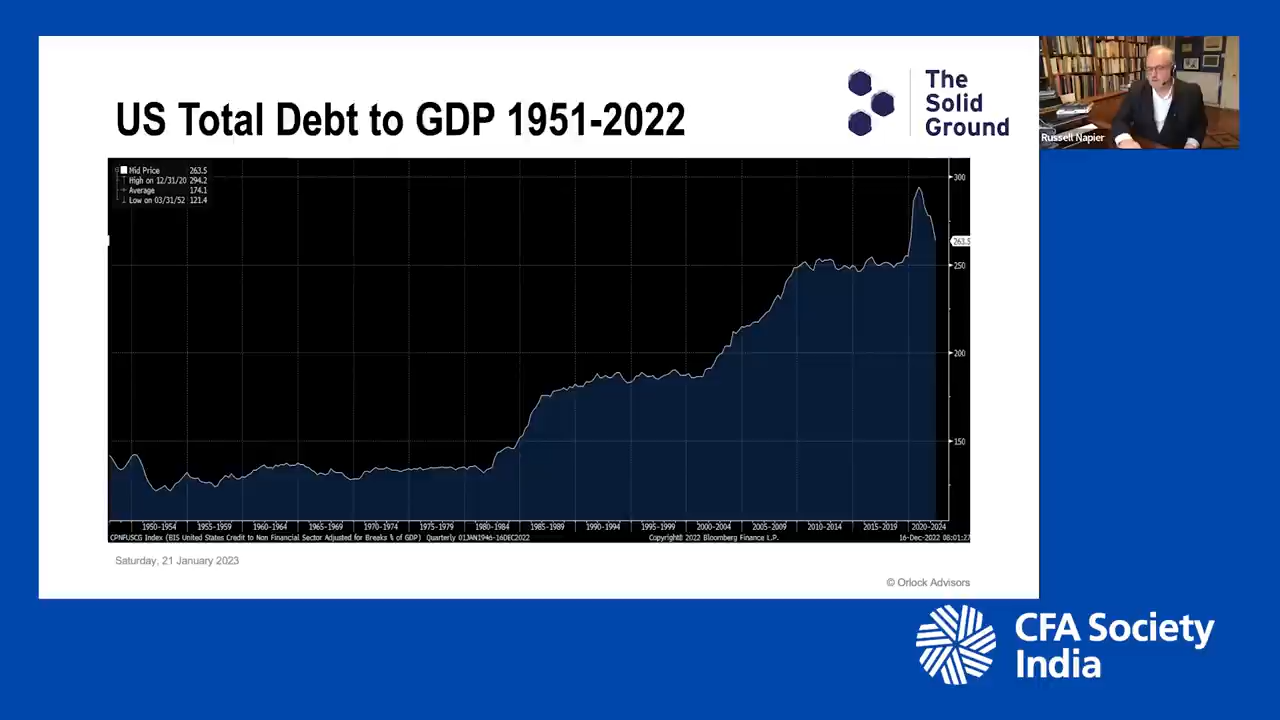 US Total Debt to GDP 1951-2022
The
Solid
Ground
Russell Napier
Mid Price 263.5
High on 12/31/20 294.2
Average 174.1
Low on 03/31/52 121.4
300
263.5
250
200
150
1950-1954 1955-1959 1960-1964 1965-1969 1970-1974 1975-1979 1980-1984 1985-1989 1990-1994 1995-1999 2000-2004 2005-2009 2010-2014 2015-2019 2020-2024
CPNFUSCG Index (BIS United States Credit to Non Financial Sector Adjusted for Breaks % of GDP) Quarterly 01JAN1946-16DEC2022 Copyright© 2022 Bloomberg Finance L.P. 16-Dec-2022 08:01:27
Saturday, 21 January 2023
© Orlock Advisors
CFA Society
India